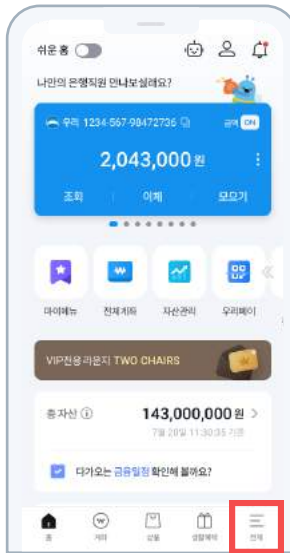 쉬운 홈
나만의 은행직원 만나보실래요?
우리 1234-567-98472736 금액 ON
2,043,000 원
조회 이체 모으기
마이메뉴 전체계좌 자산관리 우리페이
VIP전용 라운지 TWO CHAIRS
총 자산 143,000,000 원
7월 20일 11:30:35 기준
다가오는 금융일정 확인해 볼까요?
홈 계좌 상품 생활혜택 전체